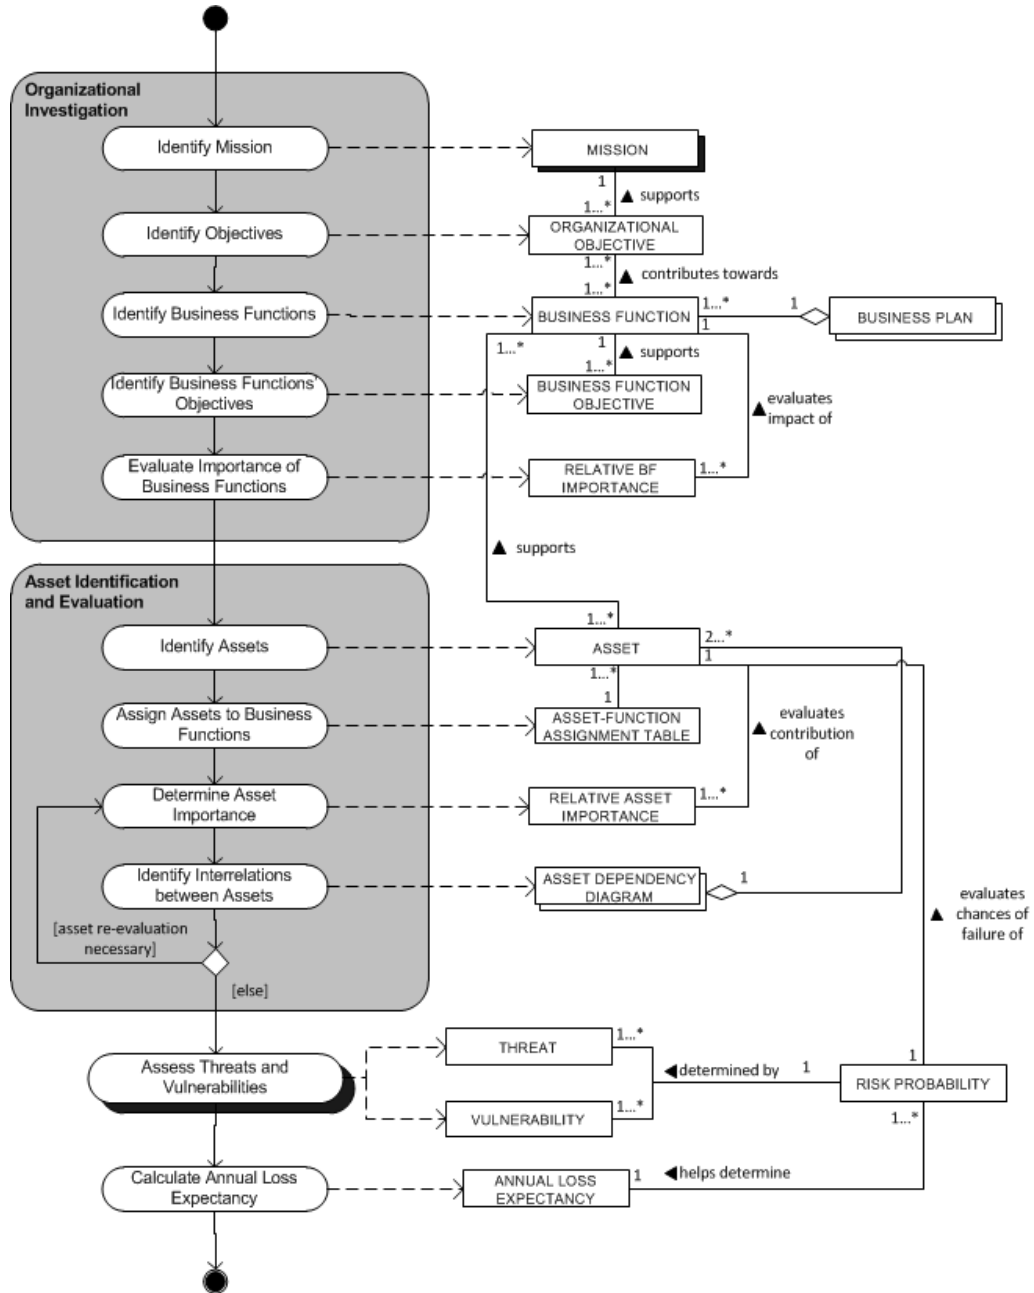 Organizational
Investigation
Identify Mission
MISSION
1
▲ supports
1...*
Identify Objectives
ORGANIZATIONAL
OBJECTIVE
1...*
▲ contributes towards
1...*
Identify Business Functions
BUSINESS FUNCTION
1...*
1
BUSINESS PLAN
1...*
1
1
▲ supports
1...*
Identify Business Functions'
Objectives
BUSINESS FUNCTION
OBJECTIVE
▲ evaluates
impact of
Evaluate Importance of
Business Functions
RELATIVE BF
IMPORTANCE
1...*
▲ supports
Asset Identification
and Evaluation
1...*
Identify Assets
ASSET
2...*
1
1...*
1
Assign Assets to Business
Functions
ASSET-FUNCTION
ASSIGNMENT TABLE
▲ evaluates
contribution
of
Determine Asset
Importance
RELATIVE ASSET
IMPORTANCE
1...*
Identify Interrelations
between Assets
ASSET DEPENDENCY
DIAGRAM
1
▲ evaluates
chances of
failure of
[asset re-evaluation
necessary]
[else]
Assess Threats and
Vulnerabilities
THREAT
1...*
◀ determined by
1
1
RISK PROBABILITY
VULNERABILITY
1...*
1...*
Calculate Annual Loss
Expectancy
ANNUAL LOSS
EXPECTANCY
1
◀ helps determine